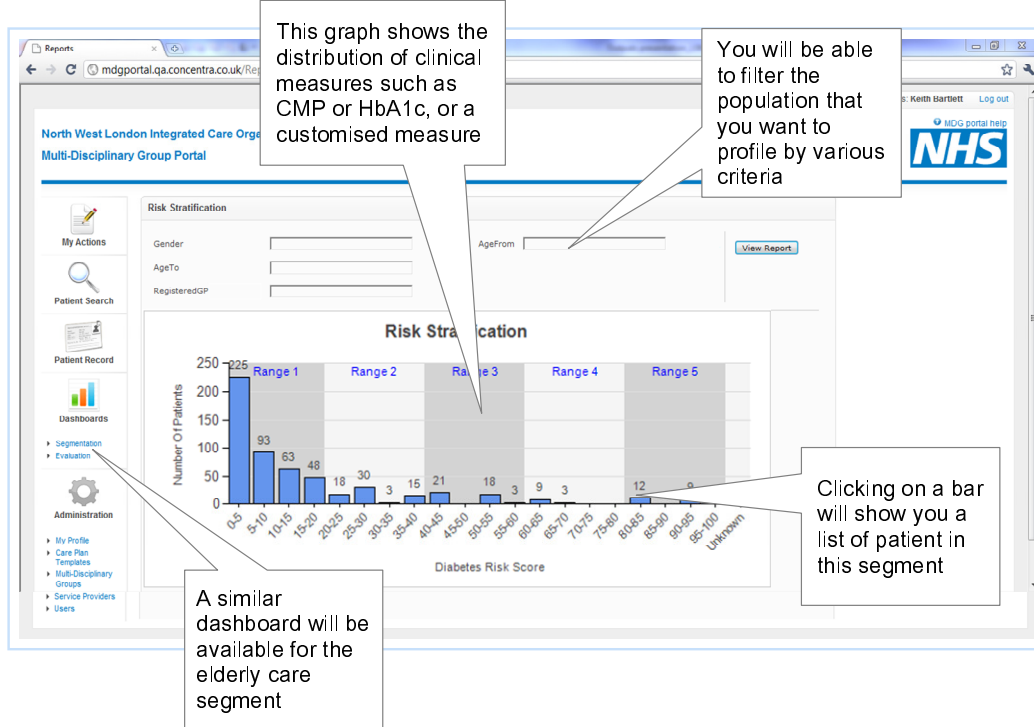 Reports
mdgportal.qa.concentra.co.uk/Rep
Keith Bartlett Log out
North West London Integrated Care Orga
Multi-Disciplinary Group Portal
MDG portal help
NHS
This graph shows the
distribution of clinical
measures such as
CMP or HbA1c, or a
customised measure
You will be able
to filter the
population that
you want to
profile by various
criteria
My Actions
Patient Search
Patient Record
Dashboards
Segmentation
Evaluation
Administration
My Profile
Care Plan
Templates
Multi-Disciplinary
Groups
Service Providers
Users
Risk Stratification
Gender
AgeFrom
View Report
AgeTo
RegisteredGP
Risk Stratification
Number Of Patients
250
200
150
100
50
0
Range 1 Range 2 Range 3 Range 4 Range 5
225 93 63 48 18 30 3 15 21 18 3 9 3 12 9
0-5 5-10 10-15 15-20 20-25 25-30 30-35 35-40 40-45 45-50 50-55 55-60 60-65 65-70 70-75 75-80 80-85 85-90 90-95 95-100 Unknown
Diabetes Risk Score
Clicking on a bar
will show you a
list of patient in
this segment
A similar
dashboard will be
available for the
elderly care
segment